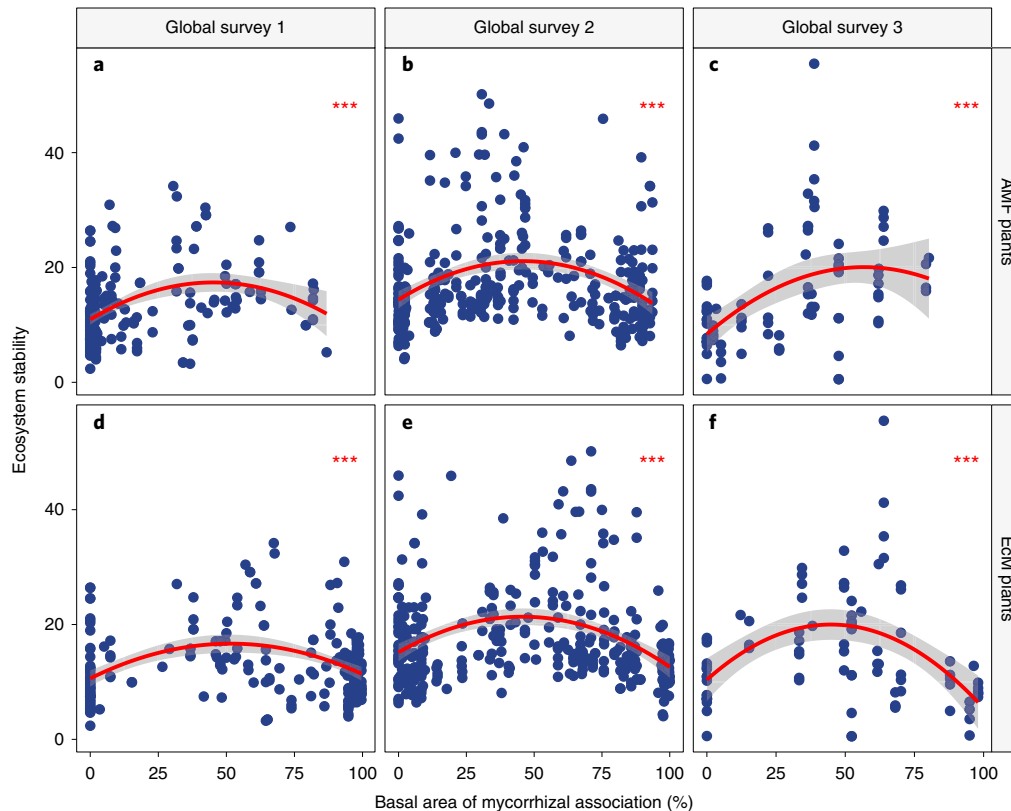 Global survey 1
Global survey 2
Global survey 3
a
b
c
***
***
***
40
20
0
AMF plants
Ecosystem stability
d
e
f
***
***
***
40
20
0
EcM plants
0 25 50 75 100
0 25 50 75 100
0 25 50 75 100
Basal area of mycorrhizal association (%)